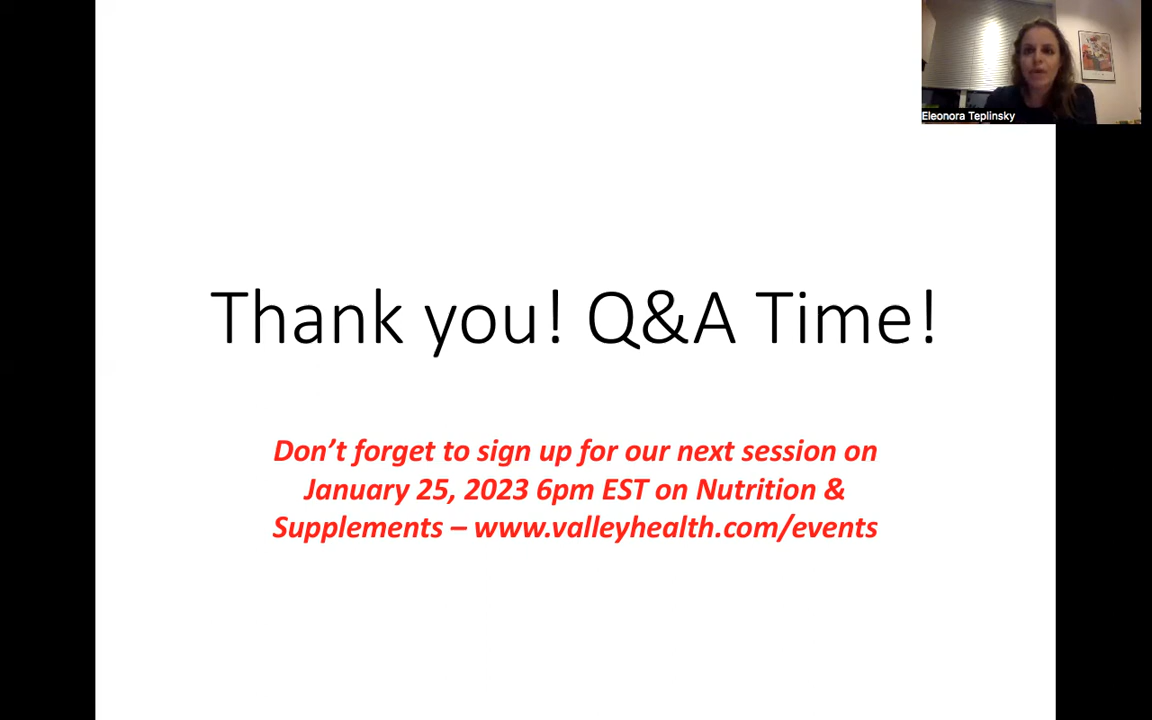 Eleonora Teplinsky
Thank you! Q&A Time!
Don’t forget to sign up for our next session on
January 25, 2023 6pm EST on Nutrition &
Supplements – www.valleyhealth.com/events